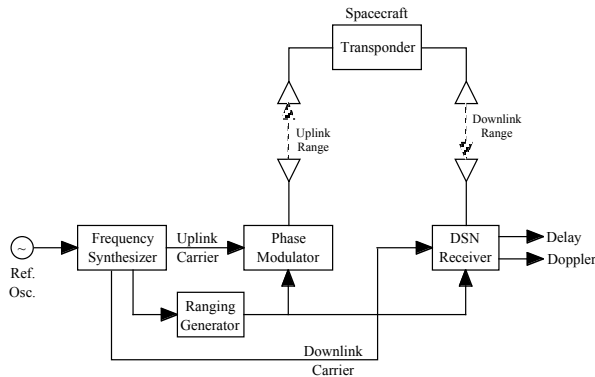 Spacecraft
Transponder
Uplink
Range
Downlink
Range
~
Ref.
Osc.
Frequency
Synthesizer
Uplink
Carrier
Phase
Modulator
DSN
Receiver
Delay
Doppler
Ranging
Generator
Downlink
Carrier